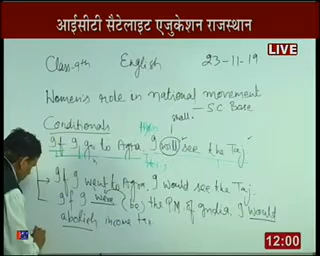 आईसीटी सैटेलाइट एजुकेशन राजस्थान
LIVE
Class-9th English 23-11-19
Women's role in national movement
- SC Bose
Conditionals
shall
If I go to Agra, I will see the Taj.
If I went to Agra, I would see the Taj.
If I were (be) the PM of India, I would
abolish income tax
12:00